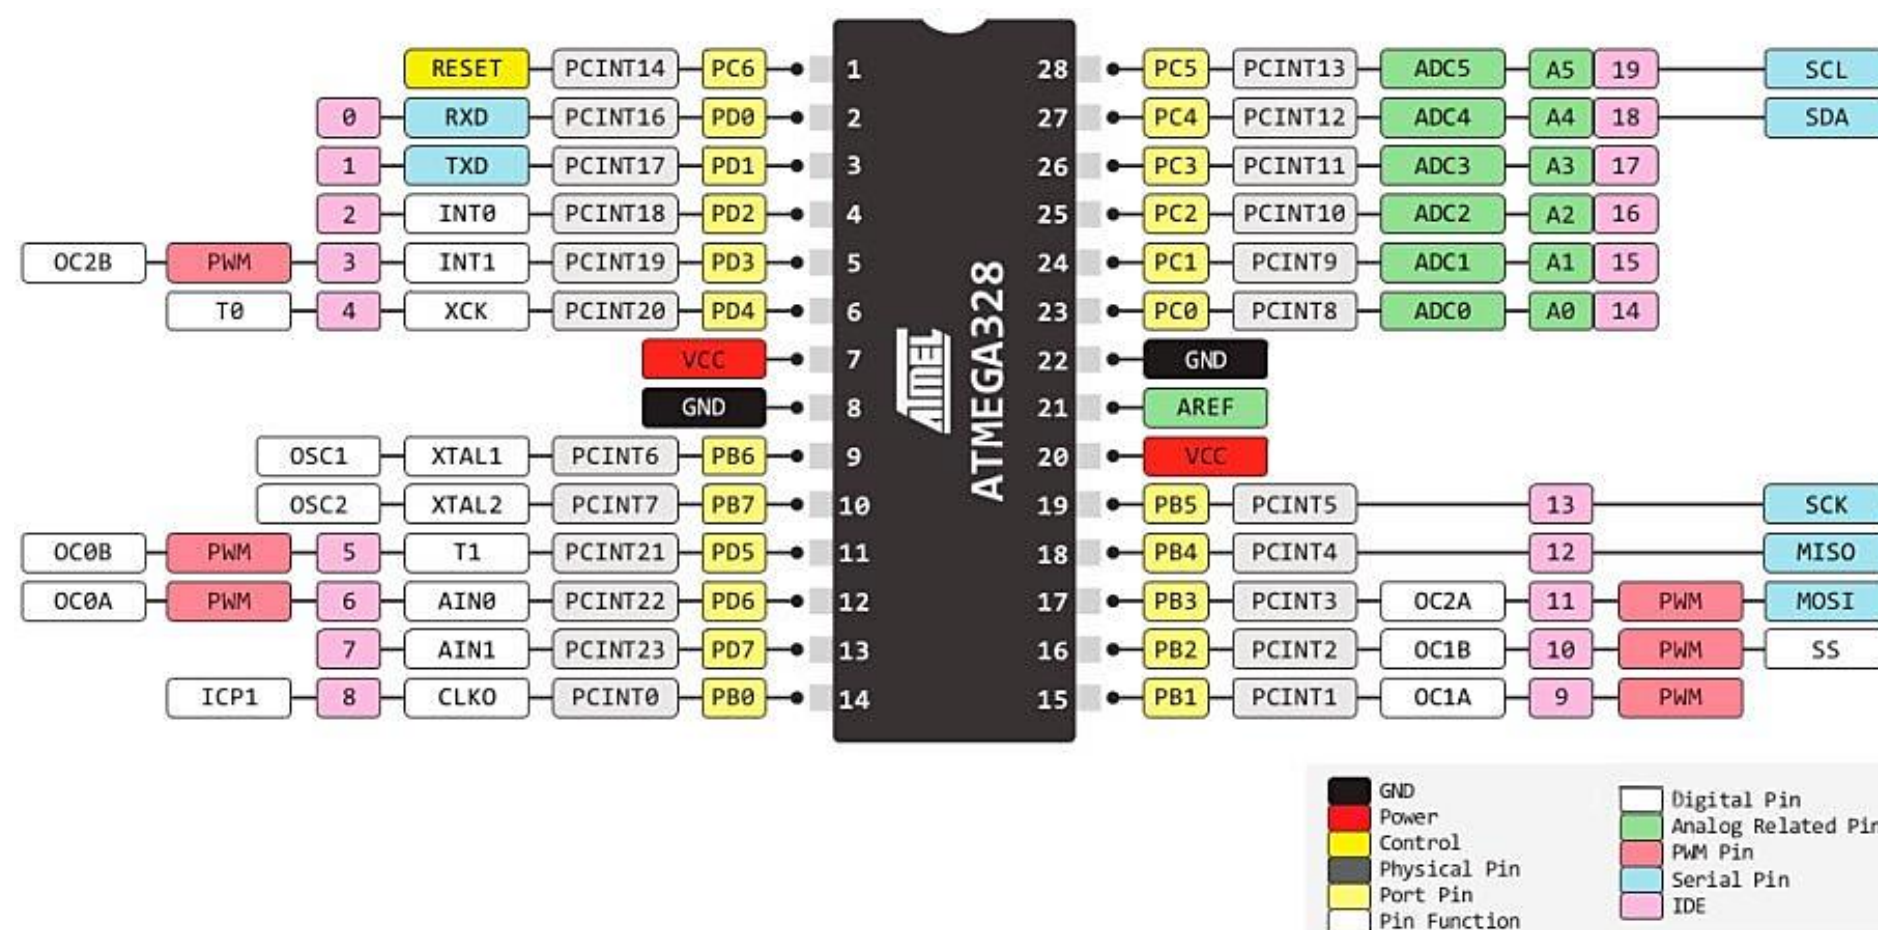 RESET PCINT14 PC6 1 28 PC5 PCINT13 ADC5 A5 19 SCL
0 RXD PCINT16 PD0 2 27 PC4 PCINT12 ADC4 A4 18 SDA
1 TXD PCINT17 PD1 3 26 PC3 PCINT11 ADC3 A3 17
2 INT0 PCINT18 PD2 4 25 PC2 PCINT10 ADC2 A2 16
OC2B PWM 3 INT1 PCINT19 PD3 5 24 PC1 PCINT9 ADC1 A1 15
T0 4 XCK PCINT20 PD4 6 23 PC0 PCINT8 ADC0 A0 14
VCC 7 22 GND
GND 8 21 AREF
OSC1 XTAL1 PCINT6 PB6 9 20 VCC
OSC2 XTAL2 PCINT7 PB7 10 19 PB5 PCINT5 13 SCK
OC0B PWM 5 T1 PCINT21 PD5 11 18 PB4 PCINT4 12 MISO
OC0A PWM 6 AIN0 PCINT22 PD6 12 17 PB3 PCINT3 OC2A 11 PWM MOSI
7 AIN1 PCINT23 PD7 13 16 PB2 PCINT2 OC1B 10 PWM SS
ICP1 8 CLKO PCINT0 PB0 14 15 PB1 PCINT1 OC1A 9 PWM
ATMEL
ATMEGA328
GND
Power
Control
Physical Pin
Port Pin
Pin Function
Digital Pin
Analog Related Pin
PWM Pin
Serial Pin
IDE